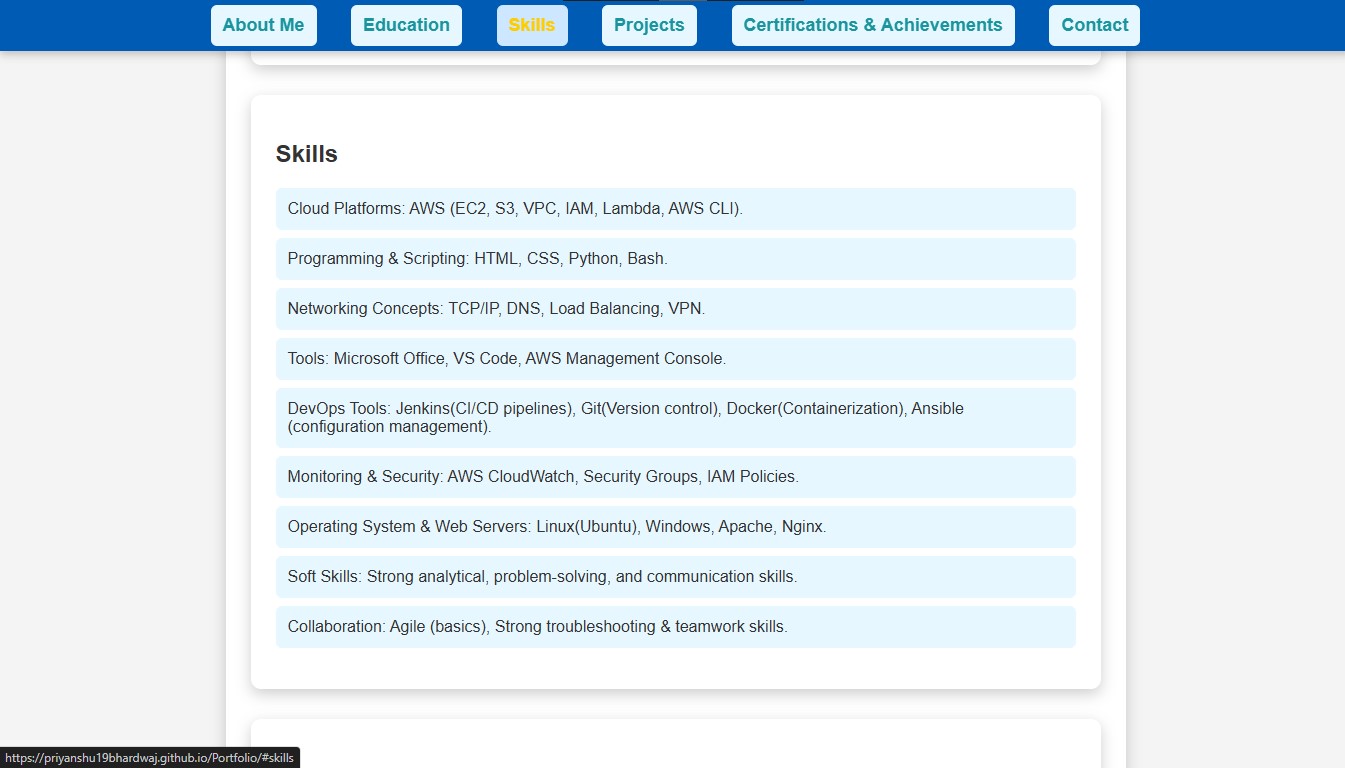 About Me Education Skills Projects Certifications & Achievements Contact
Skills
Cloud Platforms: AWS (EC2, S3, VPC, IAM, Lambda, AWS CLI).
Programming & Scripting: HTML, CSS, Python, Bash.
Networking Concepts: TCP/IP, DNS, Load Balancing, VPN.
Tools: Microsoft Office, VS Code, AWS Management Console.
DevOps Tools: Jenkins(CI/CD pipelines), Git(Version control), Docker(Containerization), Ansible
(configuration management).
Monitoring & Security: AWS CloudWatch, Security Groups, IAM Policies.
Operating System & Web Servers: Linux(Ubuntu), Windows, Apache, Nginx.
Soft Skills: Strong analytical, problem-solving, and communication skills.
Collaboration: Agile (basics), Strong troubleshooting & teamwork skills.
https://priyanshu19bhardwaj.github.io/Portfolio/#skills